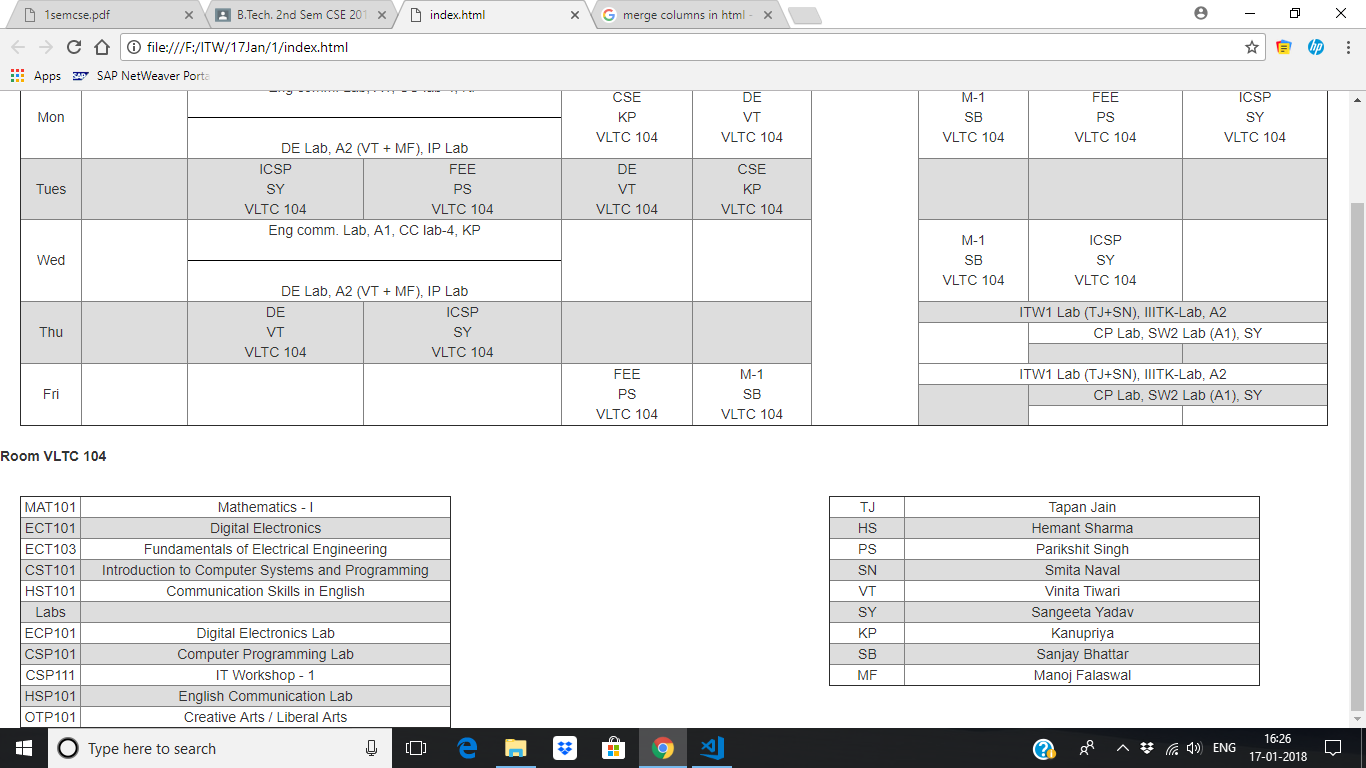 1semcse.pdf
B.Tech. 2nd Sem CSE 201
index.html
merge columns in html -
file:///F:/ITW/17Jan/1/index.html
Apps
SAP NetWeaver Porta
Mon
Eng comm. Lab, A1, CC lab-4, KP
DE Lab, A2 (VT + MF), IP Lab
CSE
KP
VLTC 104
DE
VT
VLTC 104
M-1
SB
VLTC 104
FEE
PS
VLTC 104
ICSP
SY
VLTC 104
Tues
ICSP
SY
VLTC 104
FEE
PS
VLTC 104
DE
VT
VLTC 104
CSE
KP
VLTC 104
Wed
Eng comm. Lab, A1, CC lab-4, KP
DE Lab, A2 (VT + MF), IP Lab
M-1
SB
VLTC 104
ICSP
SY
VLTC 104
Thu
DE
VT
VLTC 104
ICSP
SY
VLTC 104
ITW1 Lab (TJ+SN), IIITK-Lab, A2
CP Lab, SW2 Lab (A1), SY
Fri
FEE
PS
VLTC 104
M-1
SB
VLTC 104
ITW1 Lab (TJ+SN), IIITK-Lab, A2
CP Lab, SW2 Lab (A1), SY
Room VLTC 104
MAT101 Mathematics - I
ECT101 Digital Electronics
ECT103 Fundamentals of Electrical Engineering
CST101 Introduction to Computer Systems and Programming
HST101 Communication Skills in English
Labs
ECP101 Digital Electronics Lab
CSP101 Computer Programming Lab
CSP111 IT Workshop - 1
HSP101 English Communication Lab
OTP101 Creative Arts / Liberal Arts
TJ Tapan Jain
HS Hemant Sharma
PS Parikshit Singh
SN Smita Naval
VT Vinita Tiwari
SY Sangeeta Yadav
KP Kanupriya
SB Sanjay Bhattar
MF Manoj Falaswal
Type here to search
ENG
16:26
17-01-2018